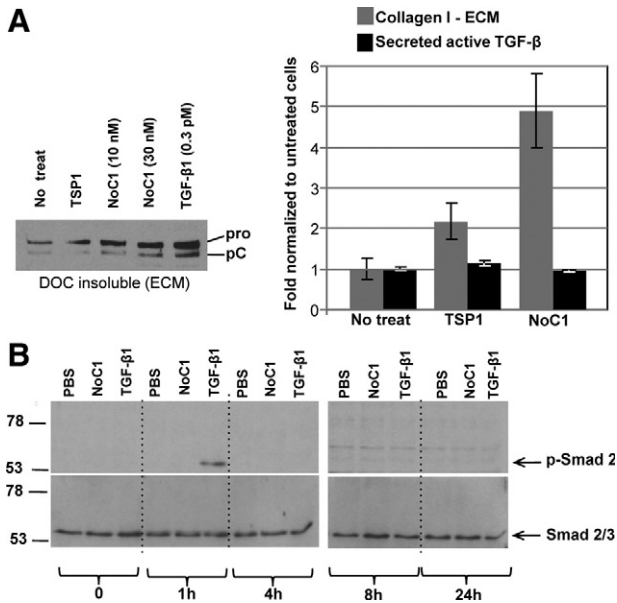 A
No treat
TSP1
NoC1 (10 nM)
NoC1 (30 nM)
TGF-β1 (0.3 pM)
pro
pC
DOC insoluble (ECM)
Collagen I - ECM
Secreted active TGF-β
Fold normalized to untreated cells
6
5
4
3
2
1
0
No treat TSP1 NoC1
B
PBS NoC1 TGF-β1 PBS NoC1 TGF-β1 PBS NoC1 TGF-β1 PBS NoC1 TGF-β1 PBS NoC1 TGF-β1
78
53
p-Smad 2
78
53
Smad 2/3
0 1h 4h 8h 24h